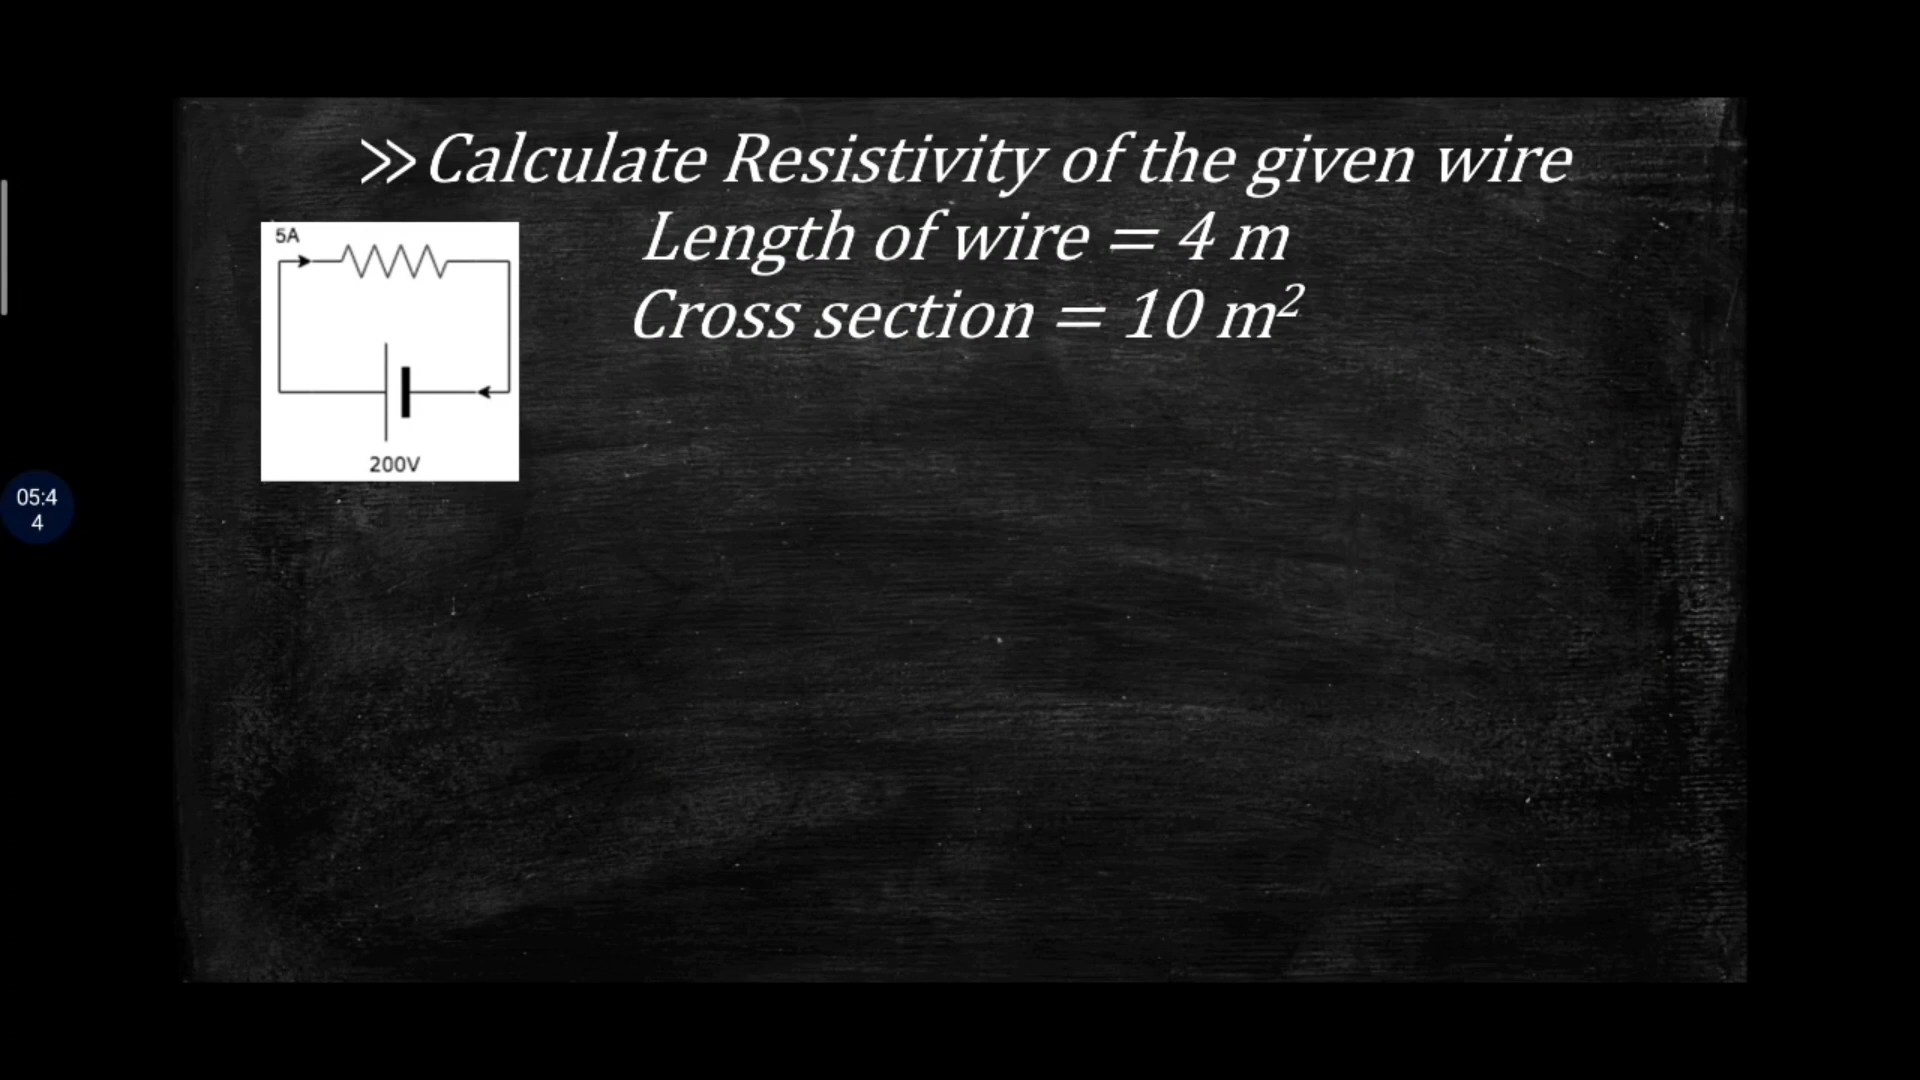 ≫Calculate Resistivity of the given wire
Length of wire = 4 m
Cross section = 10 m²
5A
200V
05:4
4